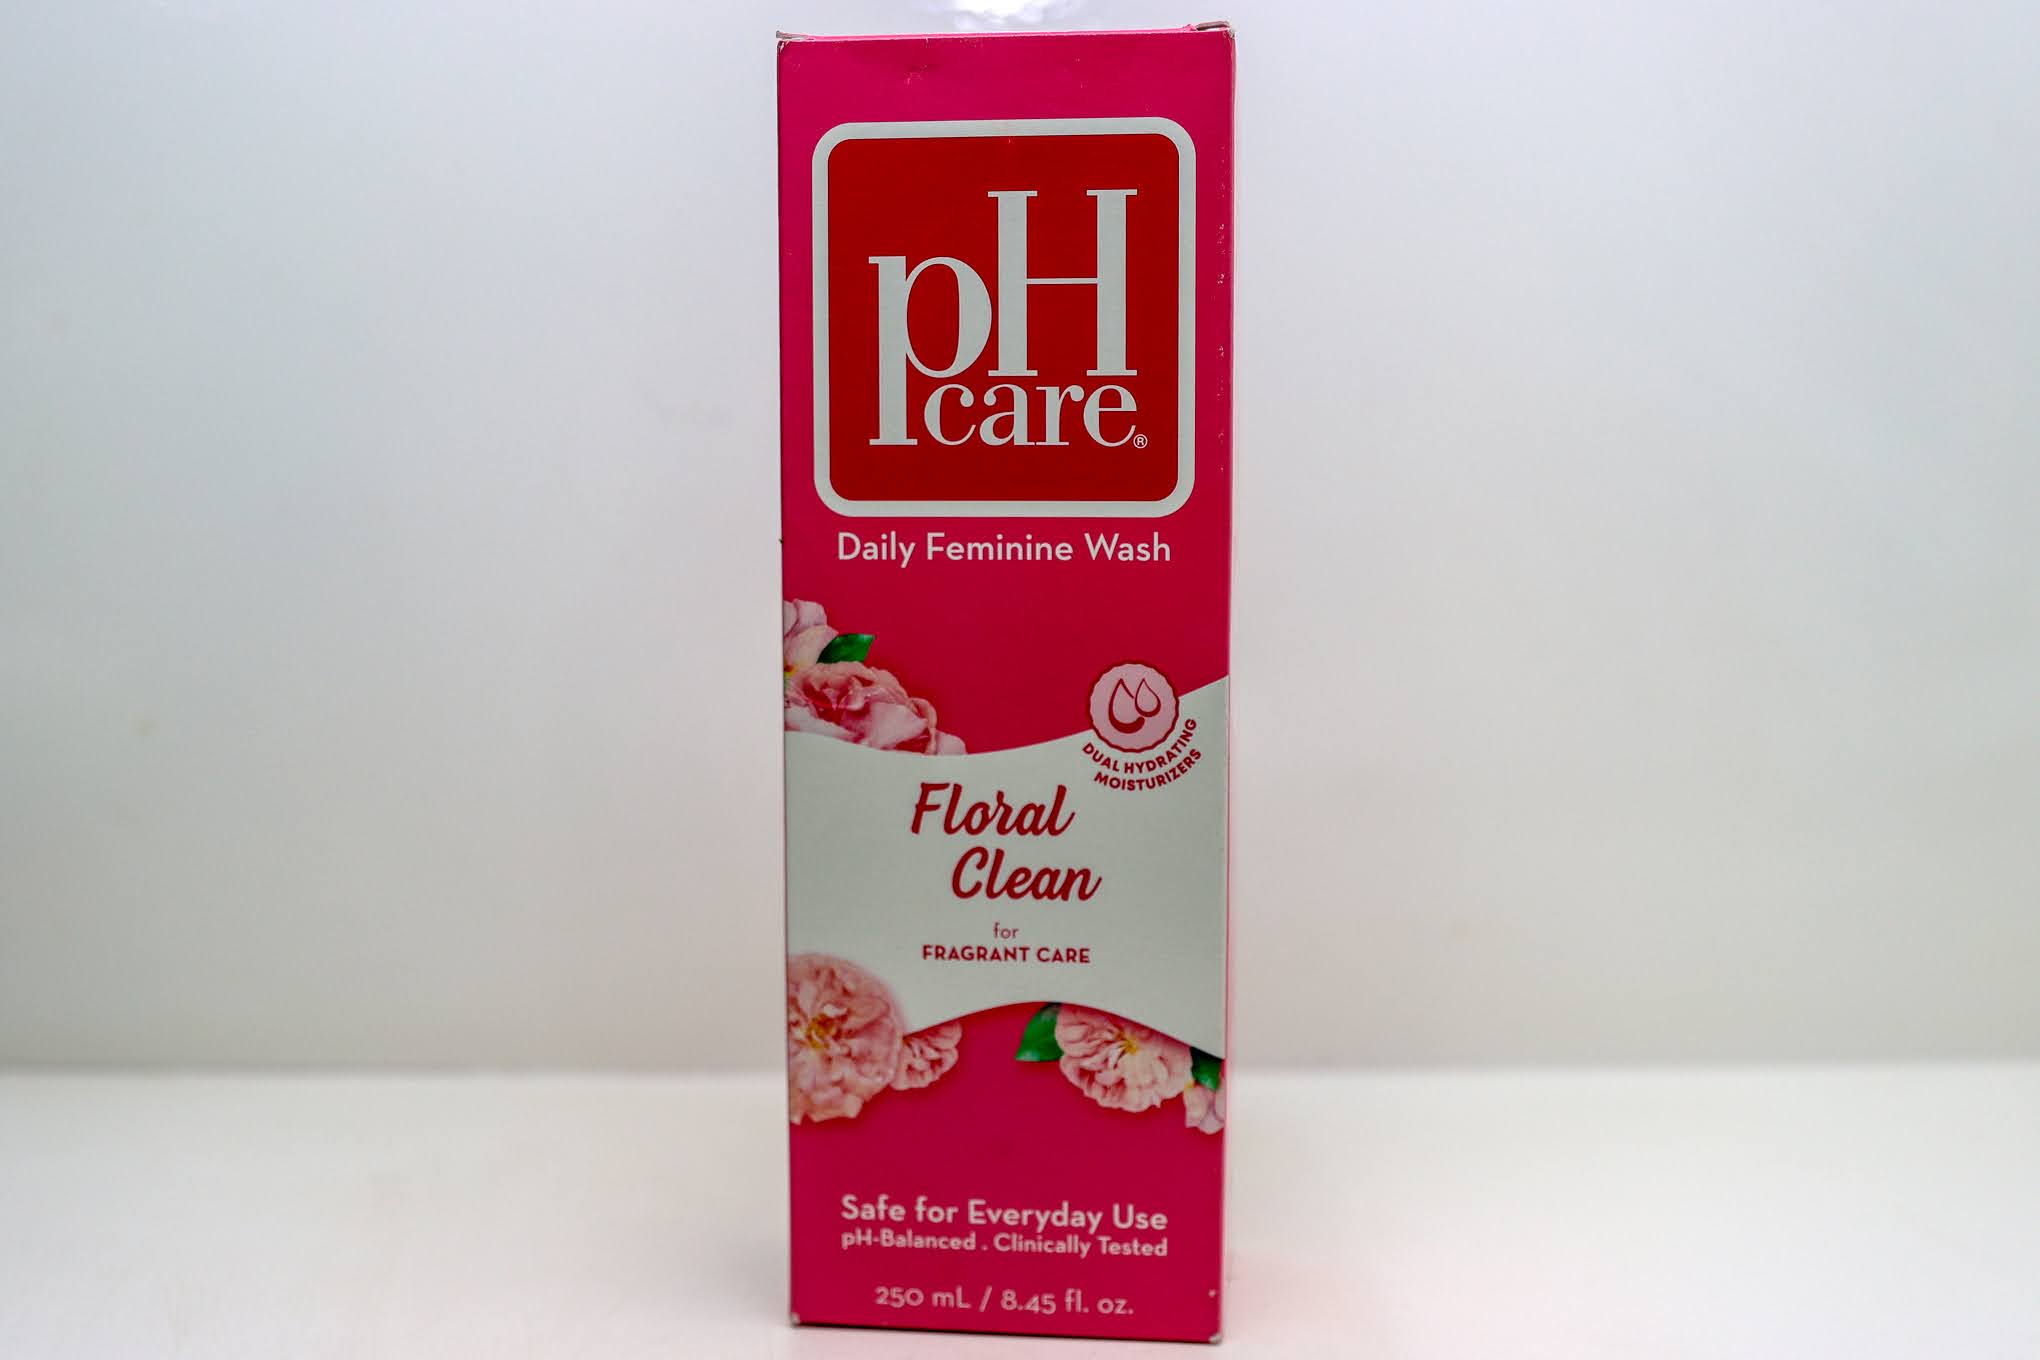 pH
care®
Daily Feminine Wash
DUAL HYDRATING
MOISTURIZERS
Floral
Clean
for
FRAGRANT CARE
Safe for Everyday Use
pH-Balanced . Clinically Tested
250 mL / 8.45 fl. oz.